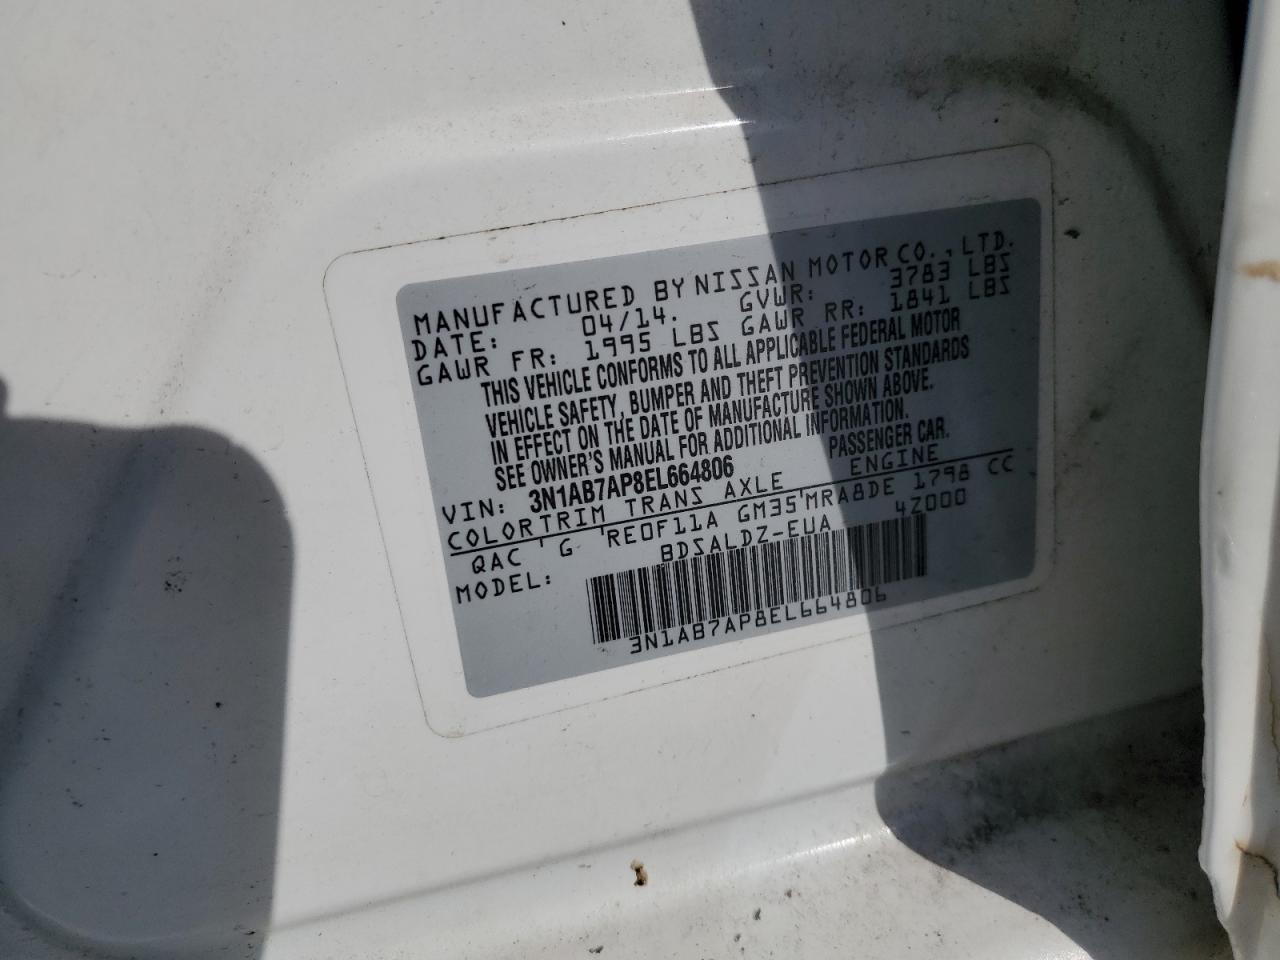 MANUFACTURED BY NISSAN MOTOR CO., LTD.
DATE: 04/14. GVWR: 3783 LBS
GAWR FR: 1995 LBS GAWR RR: 1841 LBS
THIS VEHICLE CONFORMS TO ALL APPLICABLE FEDERAL MOTOR
VEHICLE SAFETY, BUMPER AND THEFT PREVENTION STANDARDS
IN EFFECT ON THE DATE OF MANUFACTURE SHOWN ABOVE.
SEE OWNER'S MANUAL FOR ADDITIONAL INFORMATION.
VIN: 3N1AB7AP8EL664806 PASSENGER CAR.
COLOR TRIM TRANS AXLE ENGINE
QAC ' G 'RE0F11A GM35'MRA8DE 1798 CC
MODEL: BDSALDZ-EUA 4Z000
3N1AB7AP8EL664806